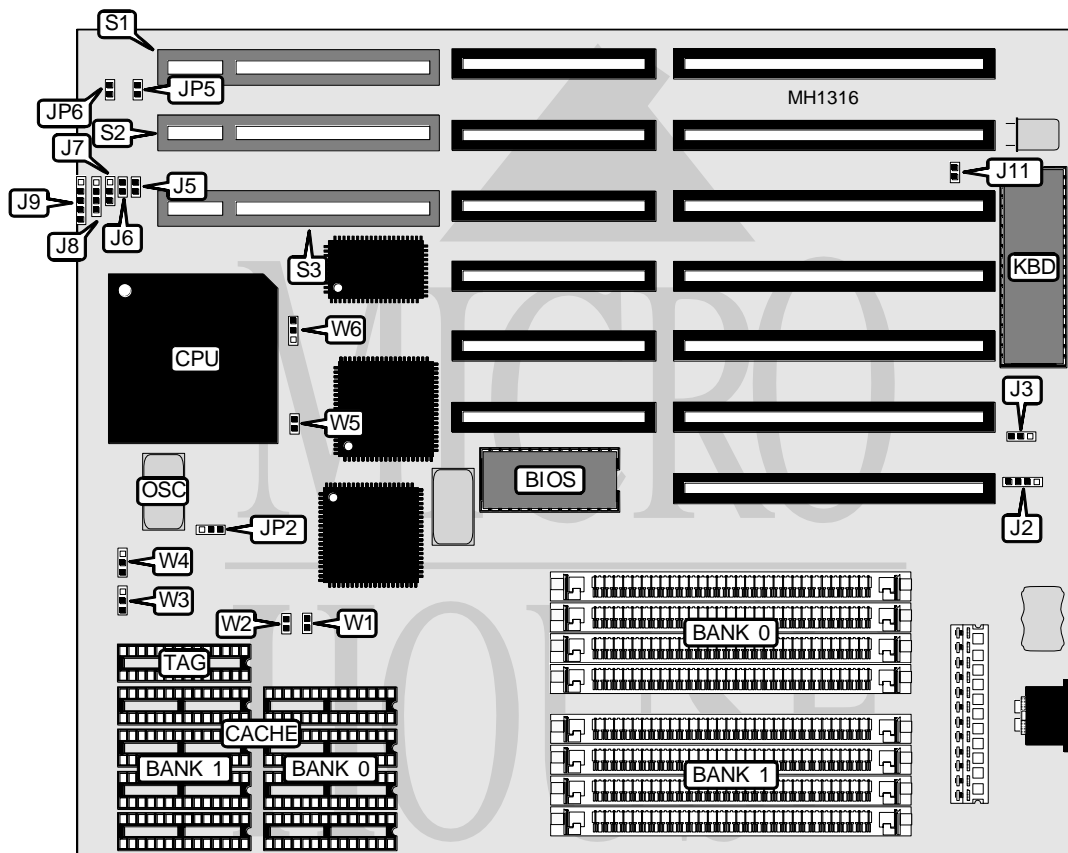 S1
JP6
JP5
MH1316
S2
J7
J5
J11
J9
J8
J6
S3
KBD
W6
CPU
J3
W5
BIOS
OSC
J2
JP2
W4
W3
W2
W1
BANK 0
TAG
CACHE
BANK 1
BANK 0
BANK 1
MICRO
HOUSE